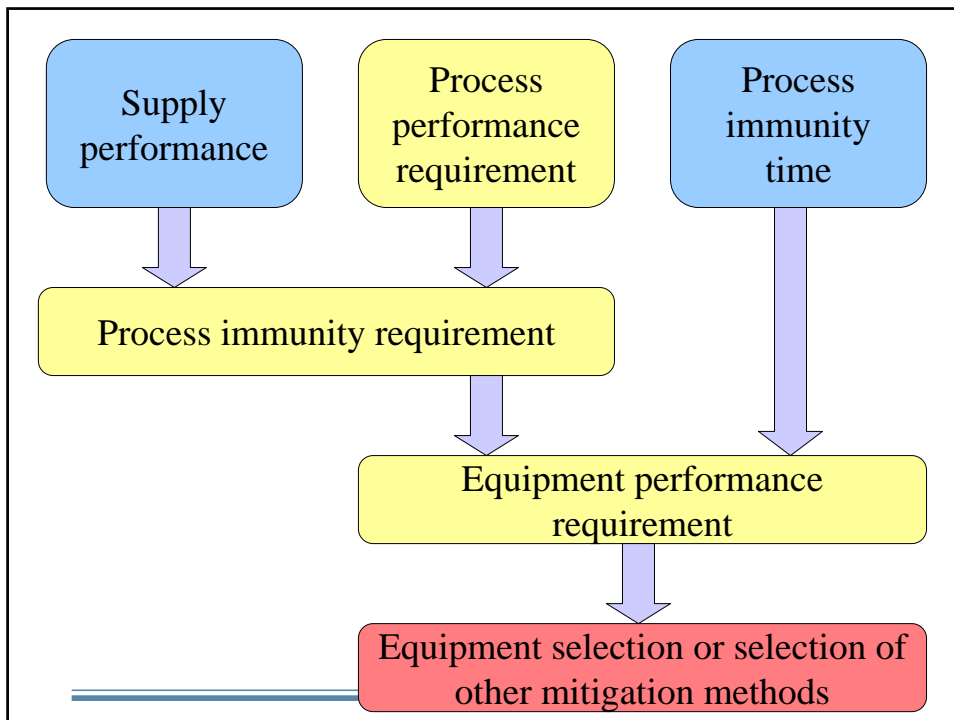 Supply
performance
Process
performance
requirement
Process
immunity
time
Process immunity requirement
Equipment performance
requirement
Equipment selection or selection of
other mitigation methods